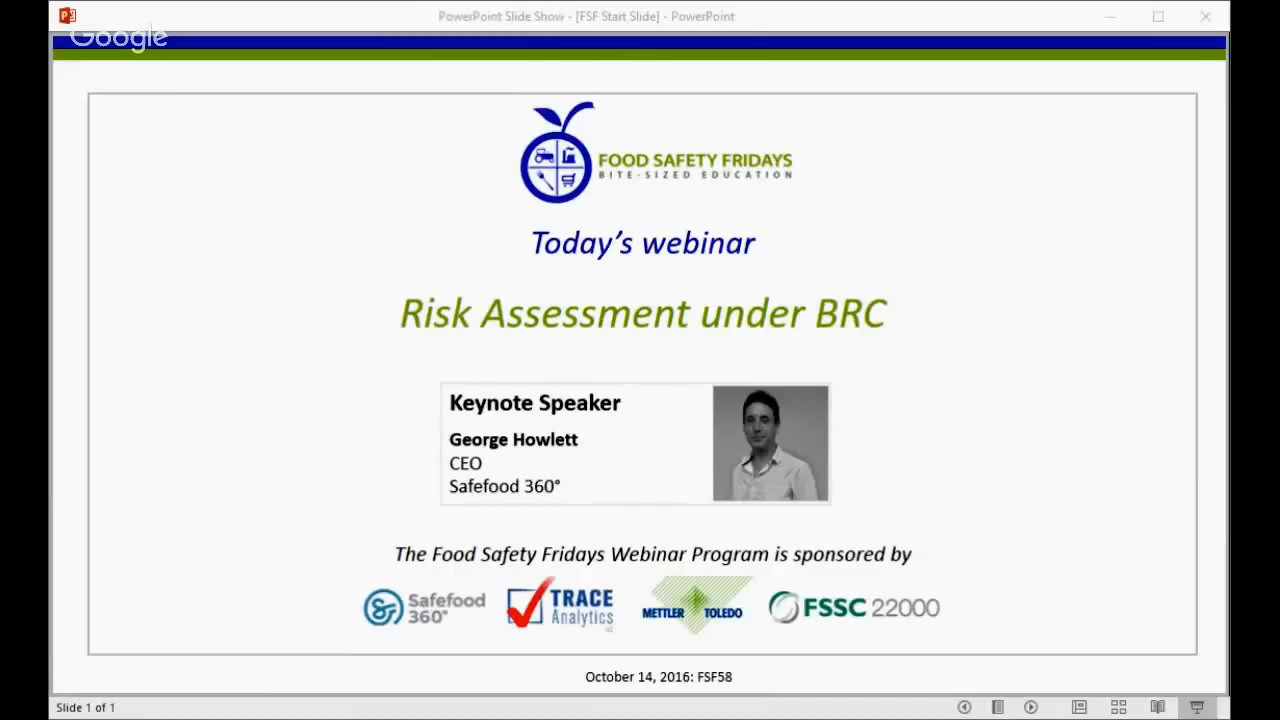 PowerPoint Slide Show - [FSF Start Slide] - PowerPoint
Google
FOOD SAFETY FRIDAYS
BITE-SIZED EDUCATION
Today's webinar
Risk Assessment under BRC
Keynote Speaker
George Howlett
CEO
Safefood 360°
The Food Safety Fridays Webinar Program is sponsored by
Safefood 360°
TRACE Analytics
METTLER TOLEDO
FSSC 22000
October 14, 2016: FSF58
Slide 1 of 1